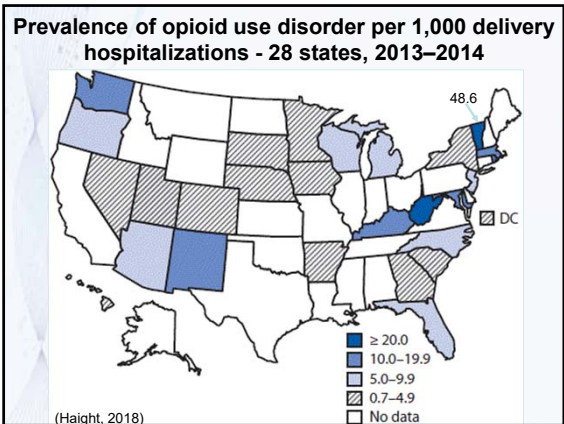 Prevalence of opioid use disorder per 1,000 delivery
hospitalizations - 28 states, 2013–2014
48.6
DC
≥ 20.0
10.0–19.9
5.0–9.9
0.7–4.9
No data
(Haight, 2018)